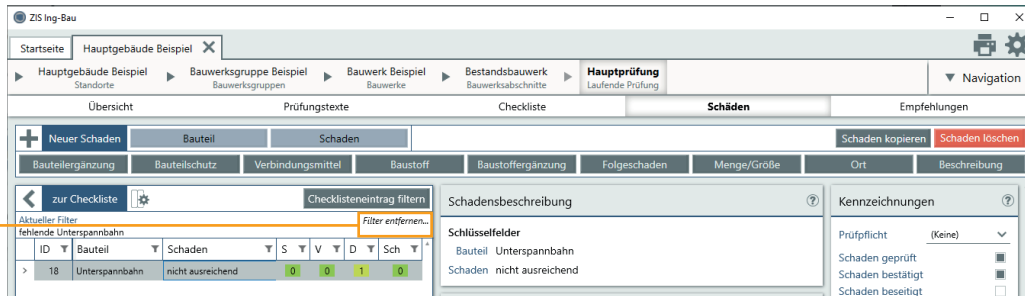 ZIS Ing-Bau
Startseite Hauptgebäude Beispiel
Hauptgebäude Beispiel Bauwerksgruppe Beispiel Bauwerk Beispiel Bestandsbauwerk Hauptprüfung Navigation
Standorte Bauwerksgruppen Bauwerke Bauwerksabschnitte Laufende Prüfung
Übersicht Prüfungstexte Checkliste Schäden Empfehlungen
Neuer Schaden Bauteil Schaden Schaden kopieren Schaden löschen
Bauteilergänzung Bauteilschutz Verbindungsmittel Baustoff Baustoffergänzung Folgeschaden Menge/Größe Ort Beschreibung
zur Checkliste Checklisteneintrag filtern
Aktueller Filter Filter entfernen...
fehlende Unterspannbahn
ID Bauteil Schaden S V D Sch
> 18 Unterspannbahn nicht ausreichend 0 0 1 0
Schadensbeschreibung ?
Schlüsselfelder
Bauteil Unterspannbahn
Schaden nicht ausreichend
Kennzeichnungen ?
Prüfpflicht (Keine)
Schaden geprüft
Schaden bestätigt
Schaden beseitigt